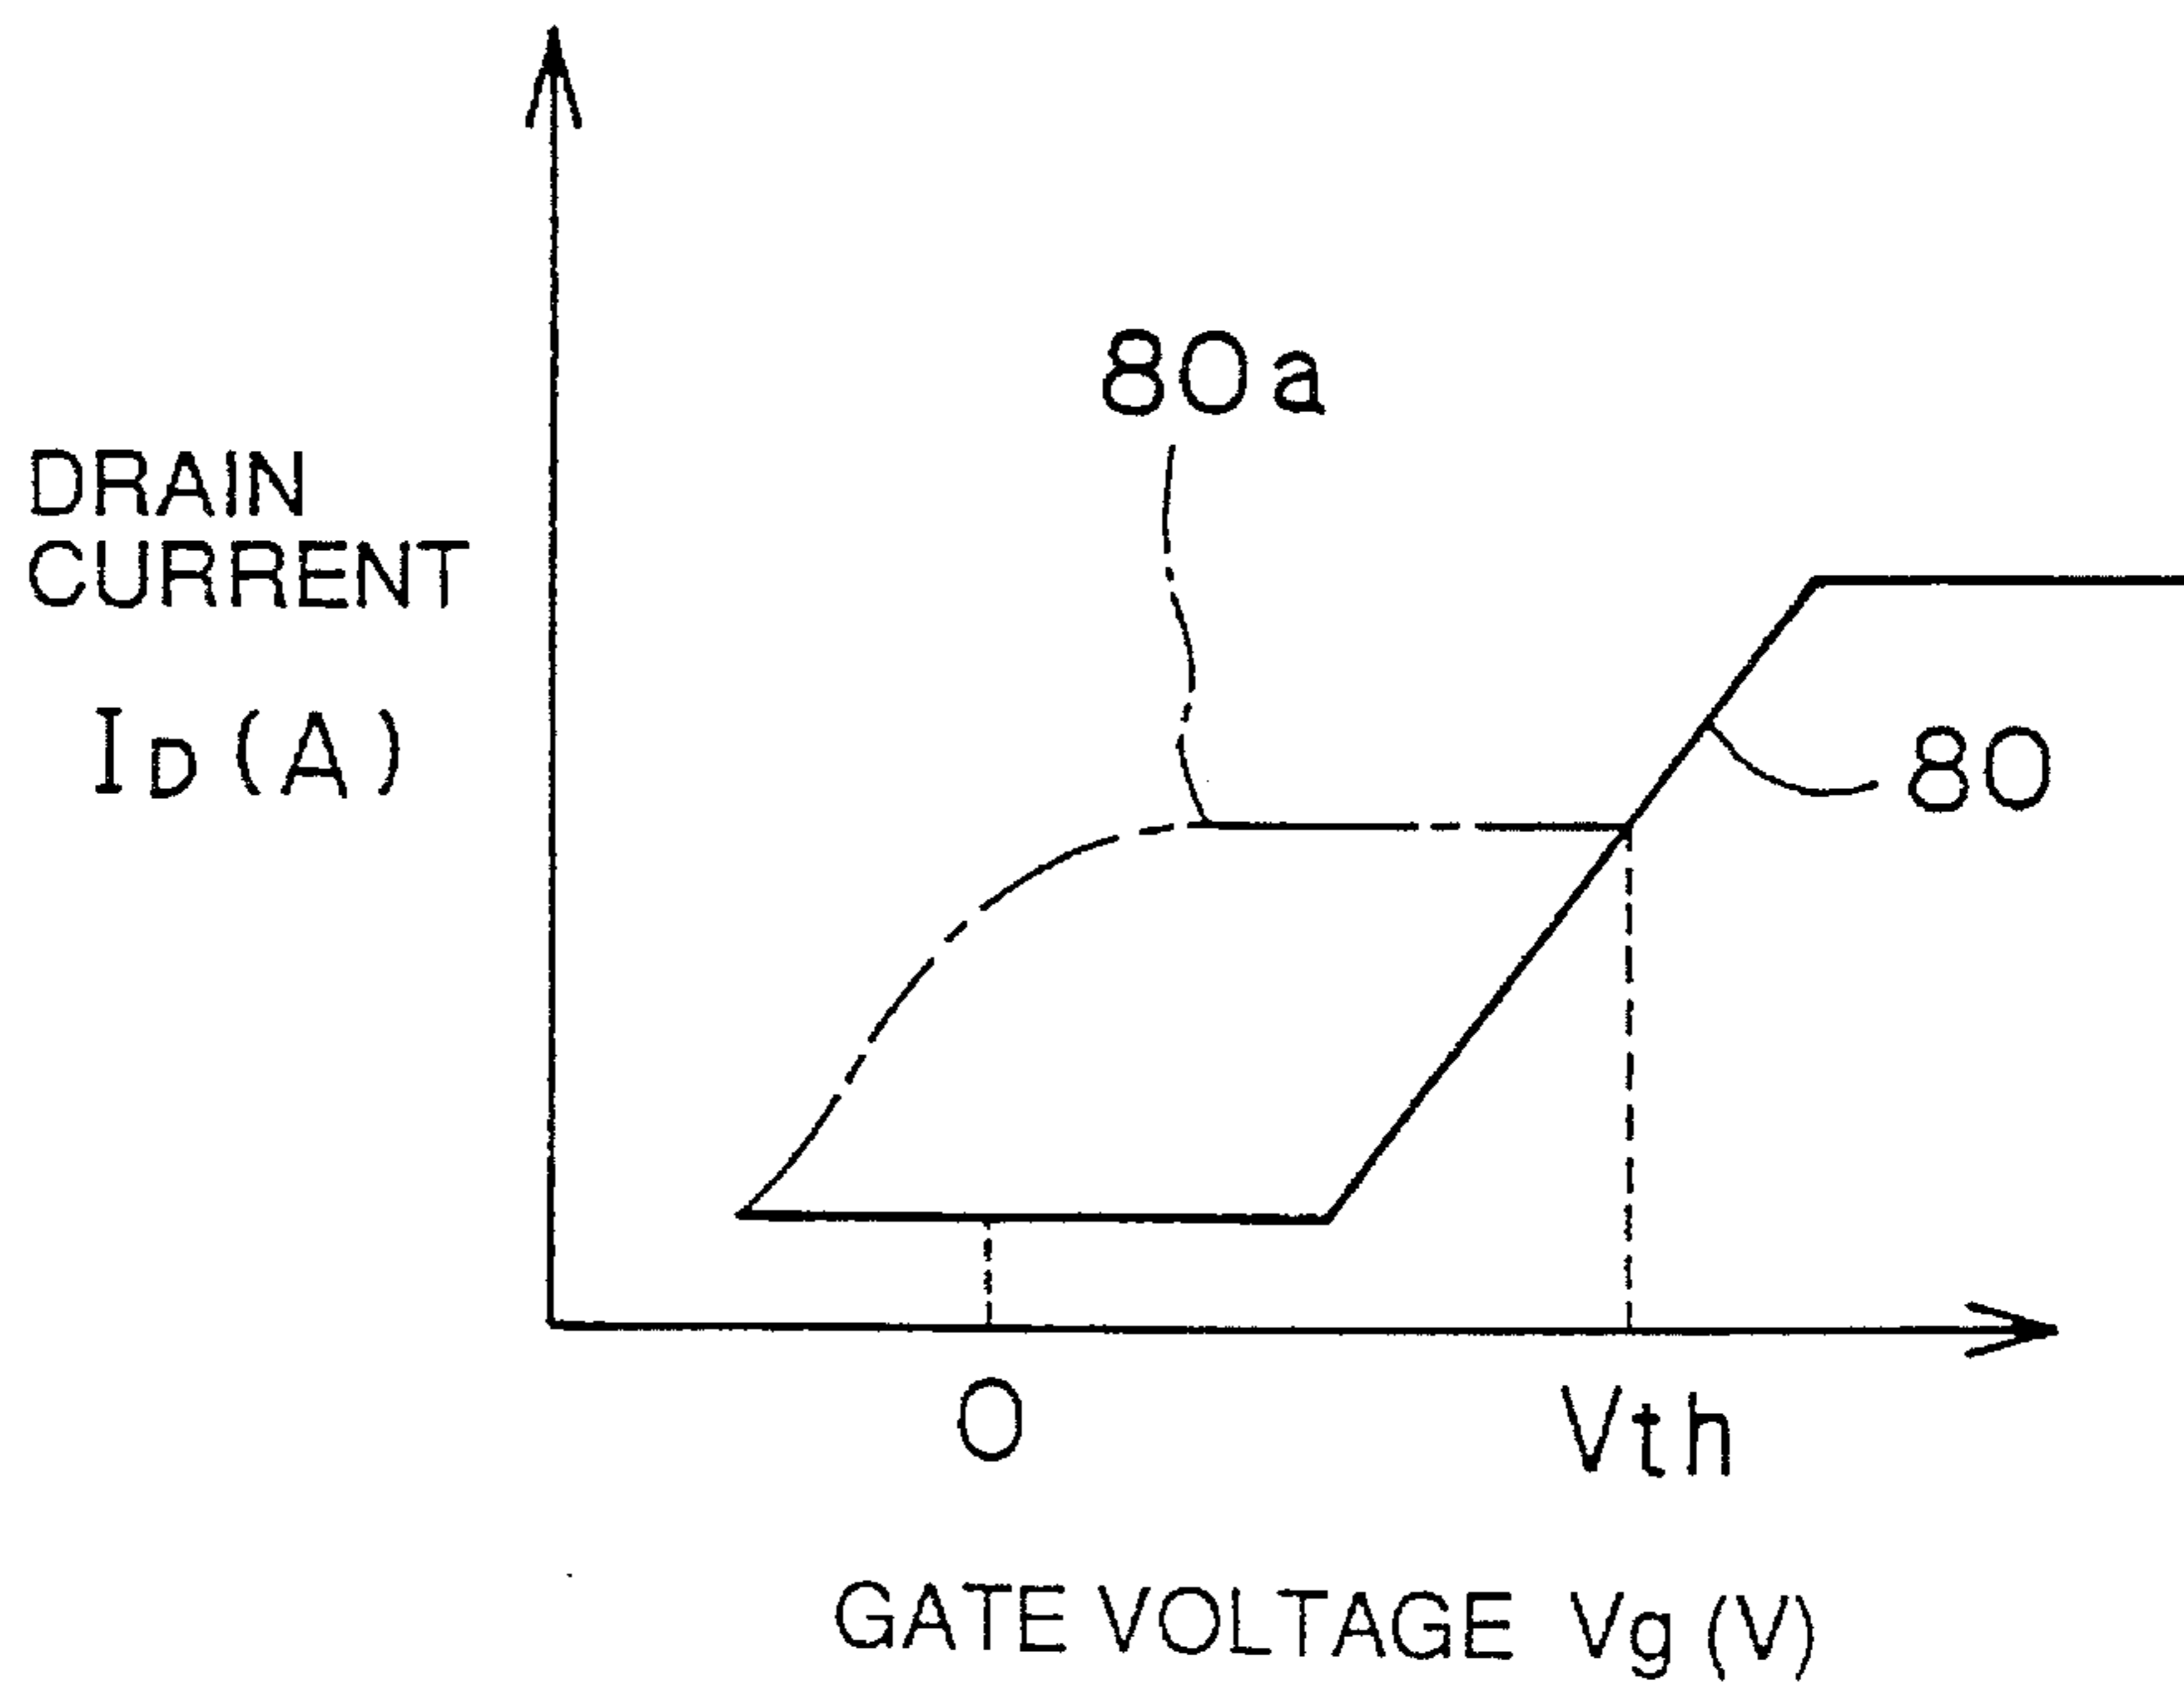 80a
DRAIN
CURRENT
ID (A)
80
0
Vth
GATE VOLTAGE Vg (V)